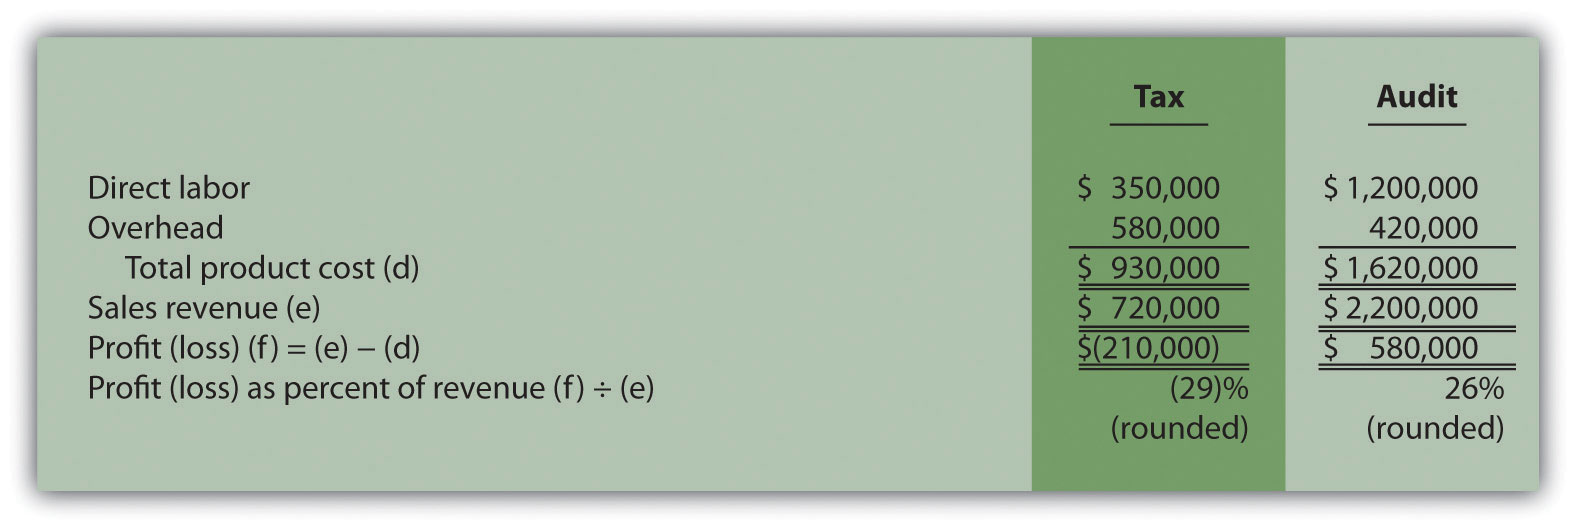 Tax Audit
Direct labor $ 350,000 $ 1,200,000
Overhead 580,000 420,000
Total product cost (d) $ 930,000 $ 1,620,000
Sales revenue (e) $ 720,000 $ 2,200,000
Profit (loss) (f) = (e) − (d) $(210,000) $ 580,000
Profit (loss) as percent of revenue (f) ÷ (e) (29)% 26%
(rounded) (rounded)